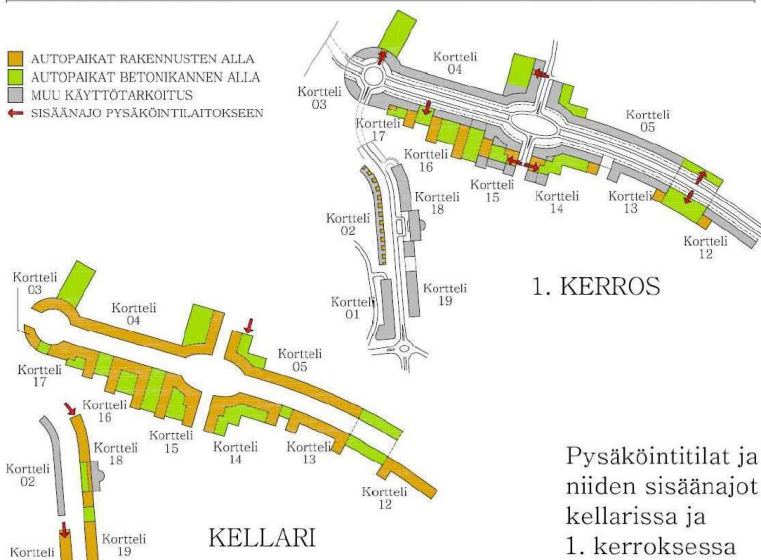 AUTOPAIKAT RAKENNUSTEN ALLA
AUTOPAIKAT BETONIKANNEN ALLA
MUU KÄYTTÖTARKOITUS
SISÄÄNAJO PYSÄKÖINTILAITOKSEEN
Kortteli
04
Kortteli
03
Kortteli
05
Kortteli
17
Kortteli
16
Kortteli
15
Kortteli
14
Kortteli
13
Kortteli
12
Kortteli
18
Kortteli
02
Kortteli
19
Kortteli
01
1. KERROS
Kortteli
03
Kortteli
04
Kortteli
05
Kortteli
17
Kortteli
16
Kortteli
15
Kortteli
14
Kortteli
13
Kortteli
12
Kortteli
18
Kortteli
02
Kortteli
19
Kortteli
KELLARI
Pysäköintitilat ja
niiden sisäänajot
kellarissa ja
1. kerroksessa